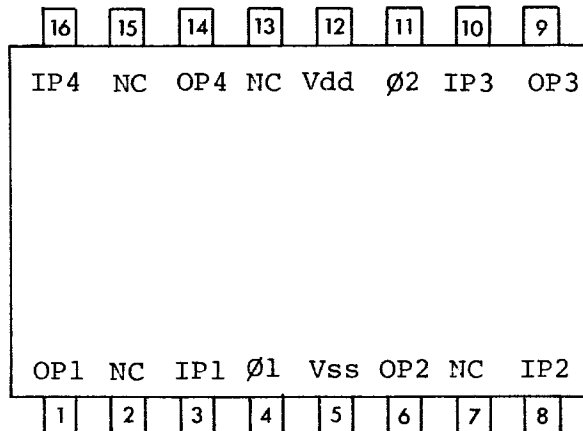 16 15 14 13 12 11 10 9
IP4 NC OP4 NC Vdd Ø2 IP3 OP3
OP1 NC IP1 Ø1 Vss OP2 NC IP2
1 2 3 4 5 6 7 8